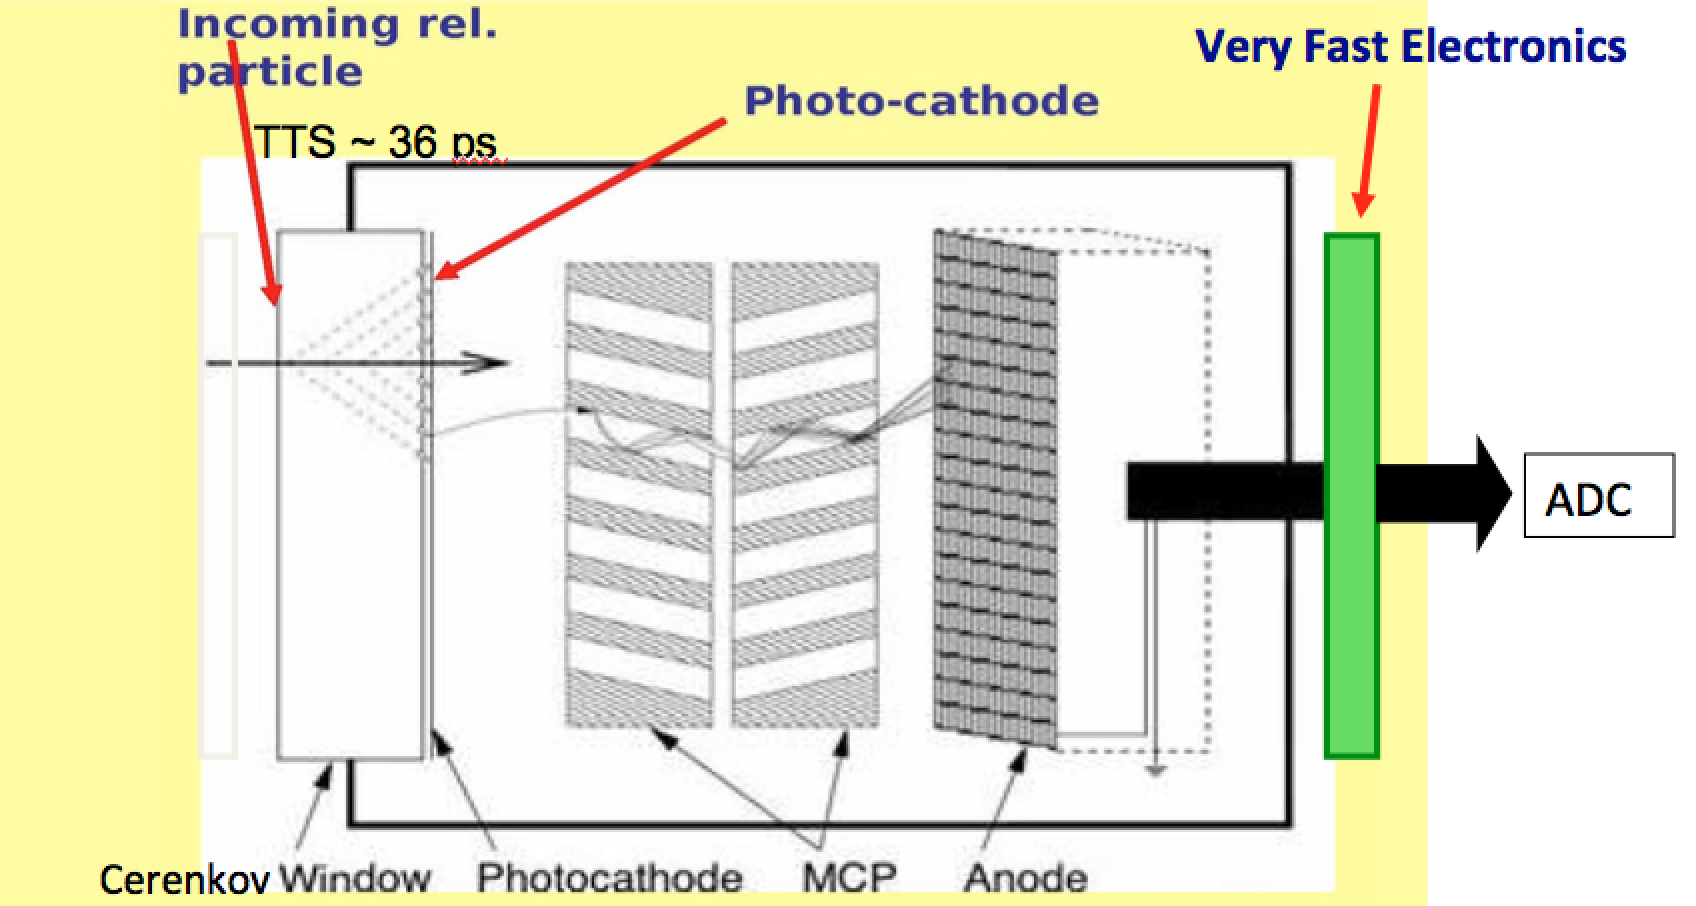 Incoming rel.
particle
Very Fast Electronics
Photo-cathode
TTS ~ 36 ps
ADC
Cerenkov Window
Photocathode
MCP
Anode